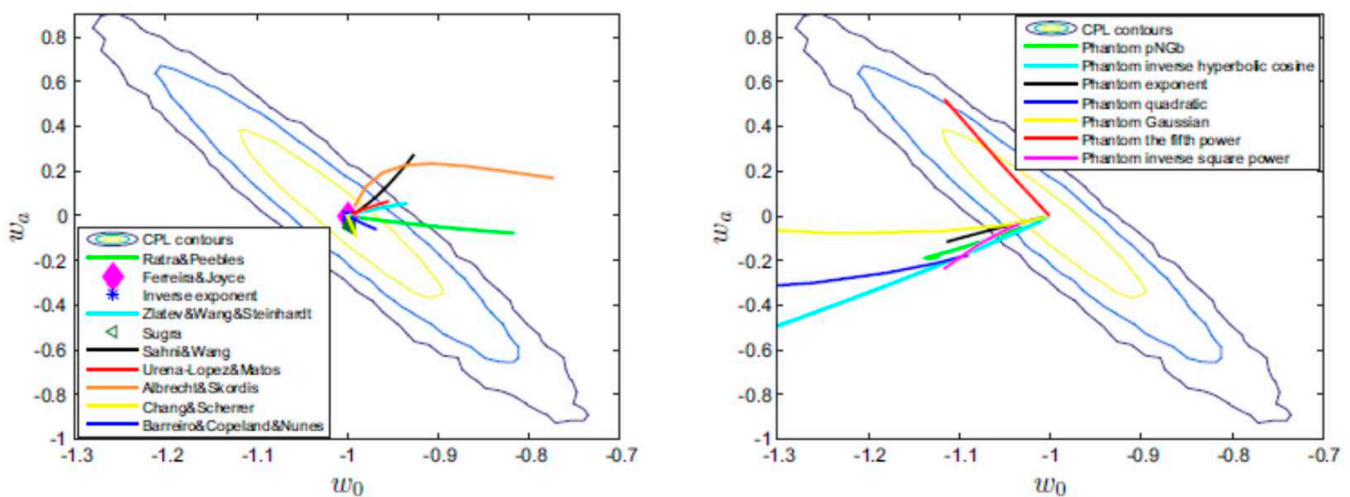 0.8
0.6
0.4
0.2
0
-0.2
-0.4
-0.6
-0.8
-1
wa
CPL contours
Ratra&Peebles
Ferreira&Joyce
Inverse exponent
Zlatev&Wang&Steinhardt
Sugra
Sahni&Wang
Urena-Lopez&Matos
Albrecht&Skordis
Chang&Scherrer
Barreiro&Copeland&Nunes
-1.3 -1.2 -1.1 -1 -0.9 -0.8 -0.7
w0
0.8
0.6
0.4
0.2
0
-0.2
-0.4
-0.6
-0.8
-1
wa
CPL contours
Phantom pNGb
Phantom inverse hyperbolic cosine
Phantom exponent
Phantom quadratic
Phantom Gaussian
Phantom the fifth power
Phantom inverse square power
-1.3 -1.2 -1.1 -1 -0.9 -0.8 -0.7
w0